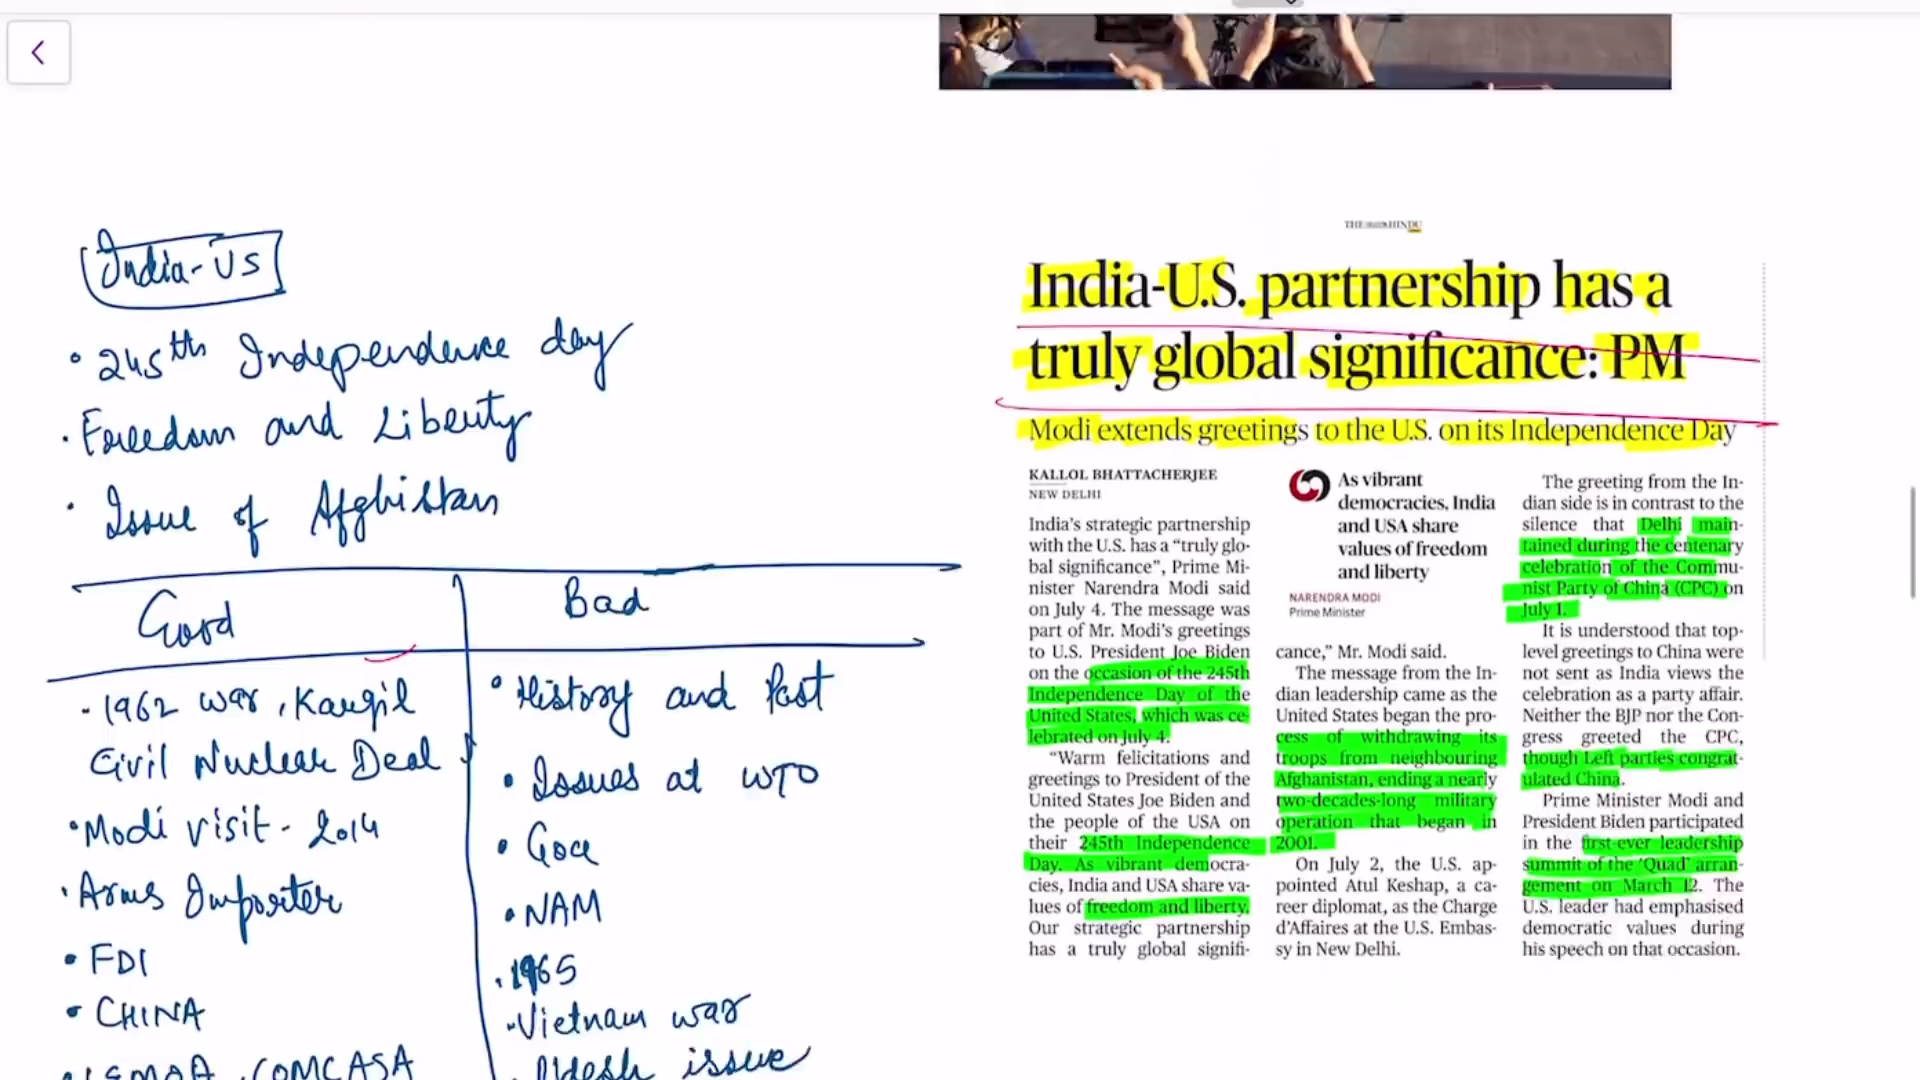 India-US
• 245th Independence day
• Freedom and Liberty
• Issue of Afghistan
Good
Bad
• 1962 war, Kargil
Civil Nuclear Deal
• Modi visit - 2014
• Arms Importer
• FDI
• CHINA
LEMOA, COMCASA
• History and Past
• Issues at WTO
• Goa
• NAM
• 1965
• Vietnam war
issue
THE HINDU
India-U.S. partnership has a
truly global significance: PM
Modi extends greetings to the U.S. on its Independence Day
KALLOL BHATTACHERJEE
NEW DELHI
India's strategic partnership
with the U.S. has a “truly glo-
bal significance”, Prime Mi-
nister Narendra Modi said
on July 4. The message was
part of Mr. Modi's greetings
to U.S. President Joe Biden
on the occasion of the 245th
Independence Day of the
United States, which was ce-
lebrated on July 4.
“Warm felicitations and
greetings to President of the
United States Joe Biden and
the people of the USA on
their 245th Independence
Day. As vibrant democra-
cies, India and USA share va-
lues of freedom and liberty.
Our strategic partnership
has a truly global signifi-
As vibrant
democracies, India
and USA share
values of freedom
and liberty
NARENDRA MODI
Prime Minister
cance,” Mr. Modi said.
The message from the In-
dian leadership came as the
United States began the pro-
cess of withdrawing its
troops from neighbouring
Afghanistan, ending a nearly
two-decades-long military
operation that began in
2001.
On July 2, the U.S. ap-
pointed Atul Keshap, a ca-
reer diplomat, as the Charge
d'Affaires at the U.S. Embas-
sy in New Delhi.
The greeting from the In-
dian side is in contrast to the
silence that Delhi main-
tained during the centenary
celebration of the Commu-
nist Party of China (CPC) on
July 1.
It is understood that top-
level greetings to China were
not sent as India views the
celebration as a party affair.
Neither the BJP nor the Con-
gress greeted the CPC,
though Left parties congrat-
ulated China.
Prime Minister Modi and
President Biden participated
in the first-ever leadership
summit of the ‘Quad’ arran-
gement on March 12. The
U.S. leader had emphasised
democratic values during
his speech on that occasion.